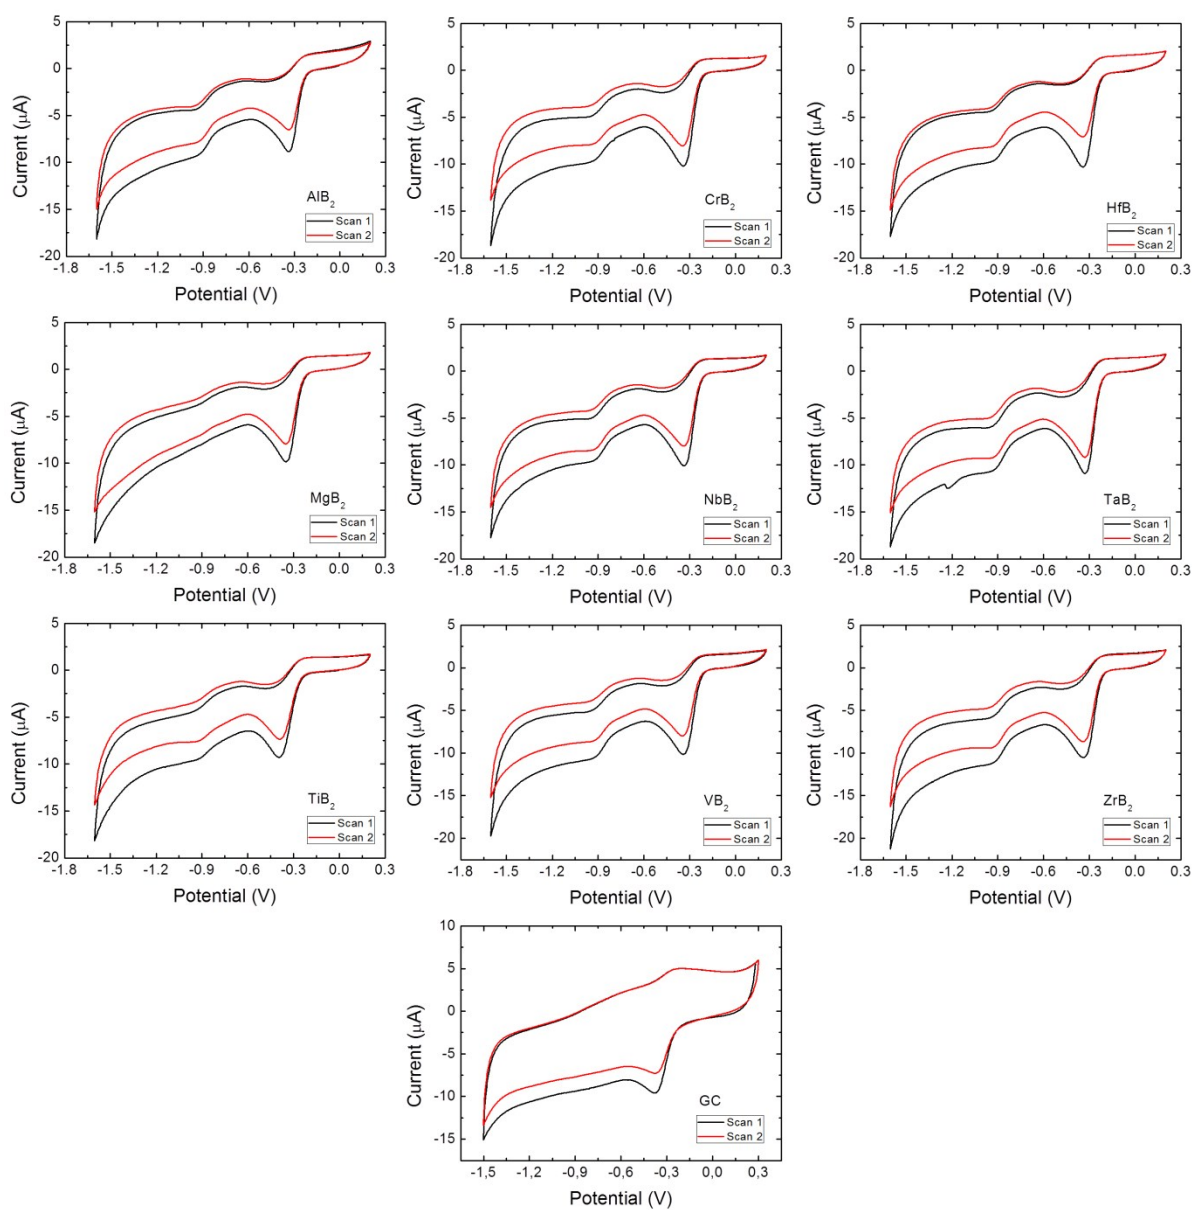 5
0
-5
-10
-15
-20
Current (μA)
AlB2
Scan 1
Scan 2
-1.8 -1.5 -1.2 -0.9 -0.6 -0.3 0.0 0.3
Potential (V)
5
0
-5
-10
-15
-20
Current (μA)
CrB2
Scan 1
Scan 2
-1.8 -1.5 -1.2 -0.9 -0.6 -0.3 0.0 0.3
Potential (V)
5
0
-5
-10
-15
-20
Current (μA)
HfB2
Scan 1
Scan 2
-1.8 -1.5 -1.2 -0.9 -0.6 -0.3 0.0 0.3
Potential (V)
5
0
-5
-10
-15
-20
Current (μA)
MgB2
Scan 1
Scan 2
-1.8 -1.5 -1.2 -0.9 -0.6 -0.3 0.0 0.3
Potential (V)
5
0
-5
-10
-15
-20
Current (μA)
NbB2
Scan 1
Scan 2
-1.8 -1.5 -1.2 -0.9 -0.6 -0.3 0.0 0.3
Potential (V)
5
0
-5
-10
-15
-20
Current (μA)
TaB2
Scan 1
Scan 2
-1.8 -1.5 -1.2 -0.9 -0.6 -0.3 0.0 0.3
Potential (V)
5
0
-5
-10
-15
-20
Current (μA)
TiB2
Scan 1
Scan 2
-1.8 -1.5 -1.2 -0.9 -0.6 -0.3 0.0 0.3
Potential (V)
5
0
-5
-10
-15
-20
Current (μA)
VB2
Scan 1
Scan 2
-1.8 -1.5 -1.2 -0.9 -0.6 -0.3 0.0 0.3
Potential (V)
5
0
-5
-10
-15
-20
Current (μA)
ZrB2
Scan 1
Scan 2
-1.8 -1.5 -1.2 -0.9 -0.6 -0.3 0.0 0.3
Potential (V)
10
5
0
-5
-10
-15
Current (μA)
GC
Scan 1
Scan 2
-1,5 -1,2 -0,9 -0,6 -0,3 0,0 0,3
Potential (V)